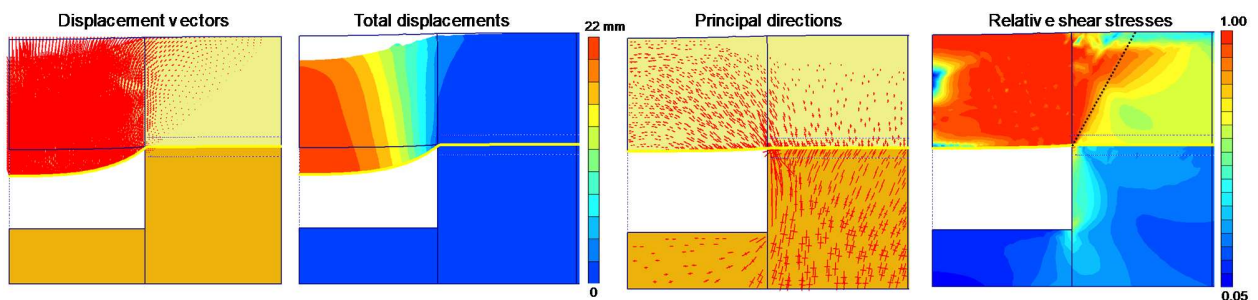 Displacement vectors
Total displacements
22 mm
0
Principal directions
Relative shear stresses
1.00
0.05